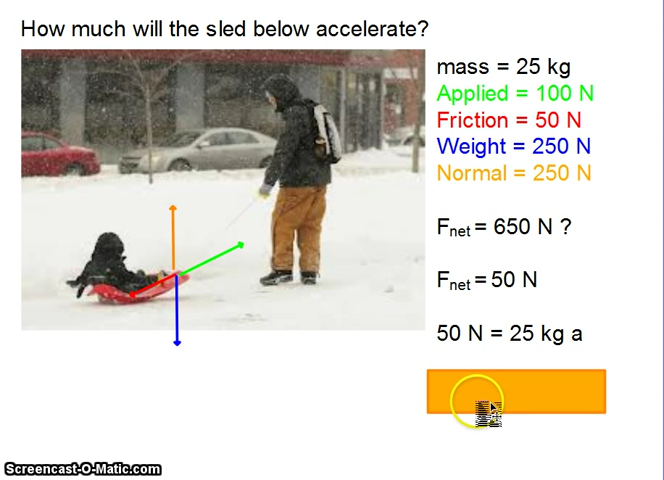 How much will the sled below accelerate?
mass = 25 kg
Applied = 100 N
Friction = 50 N
Weight = 250 N
Normal = 250 N
Fnet = 650 N ?
Fnet = 50 N
50 N = 25 kg a
Screencast-O-Matic.com